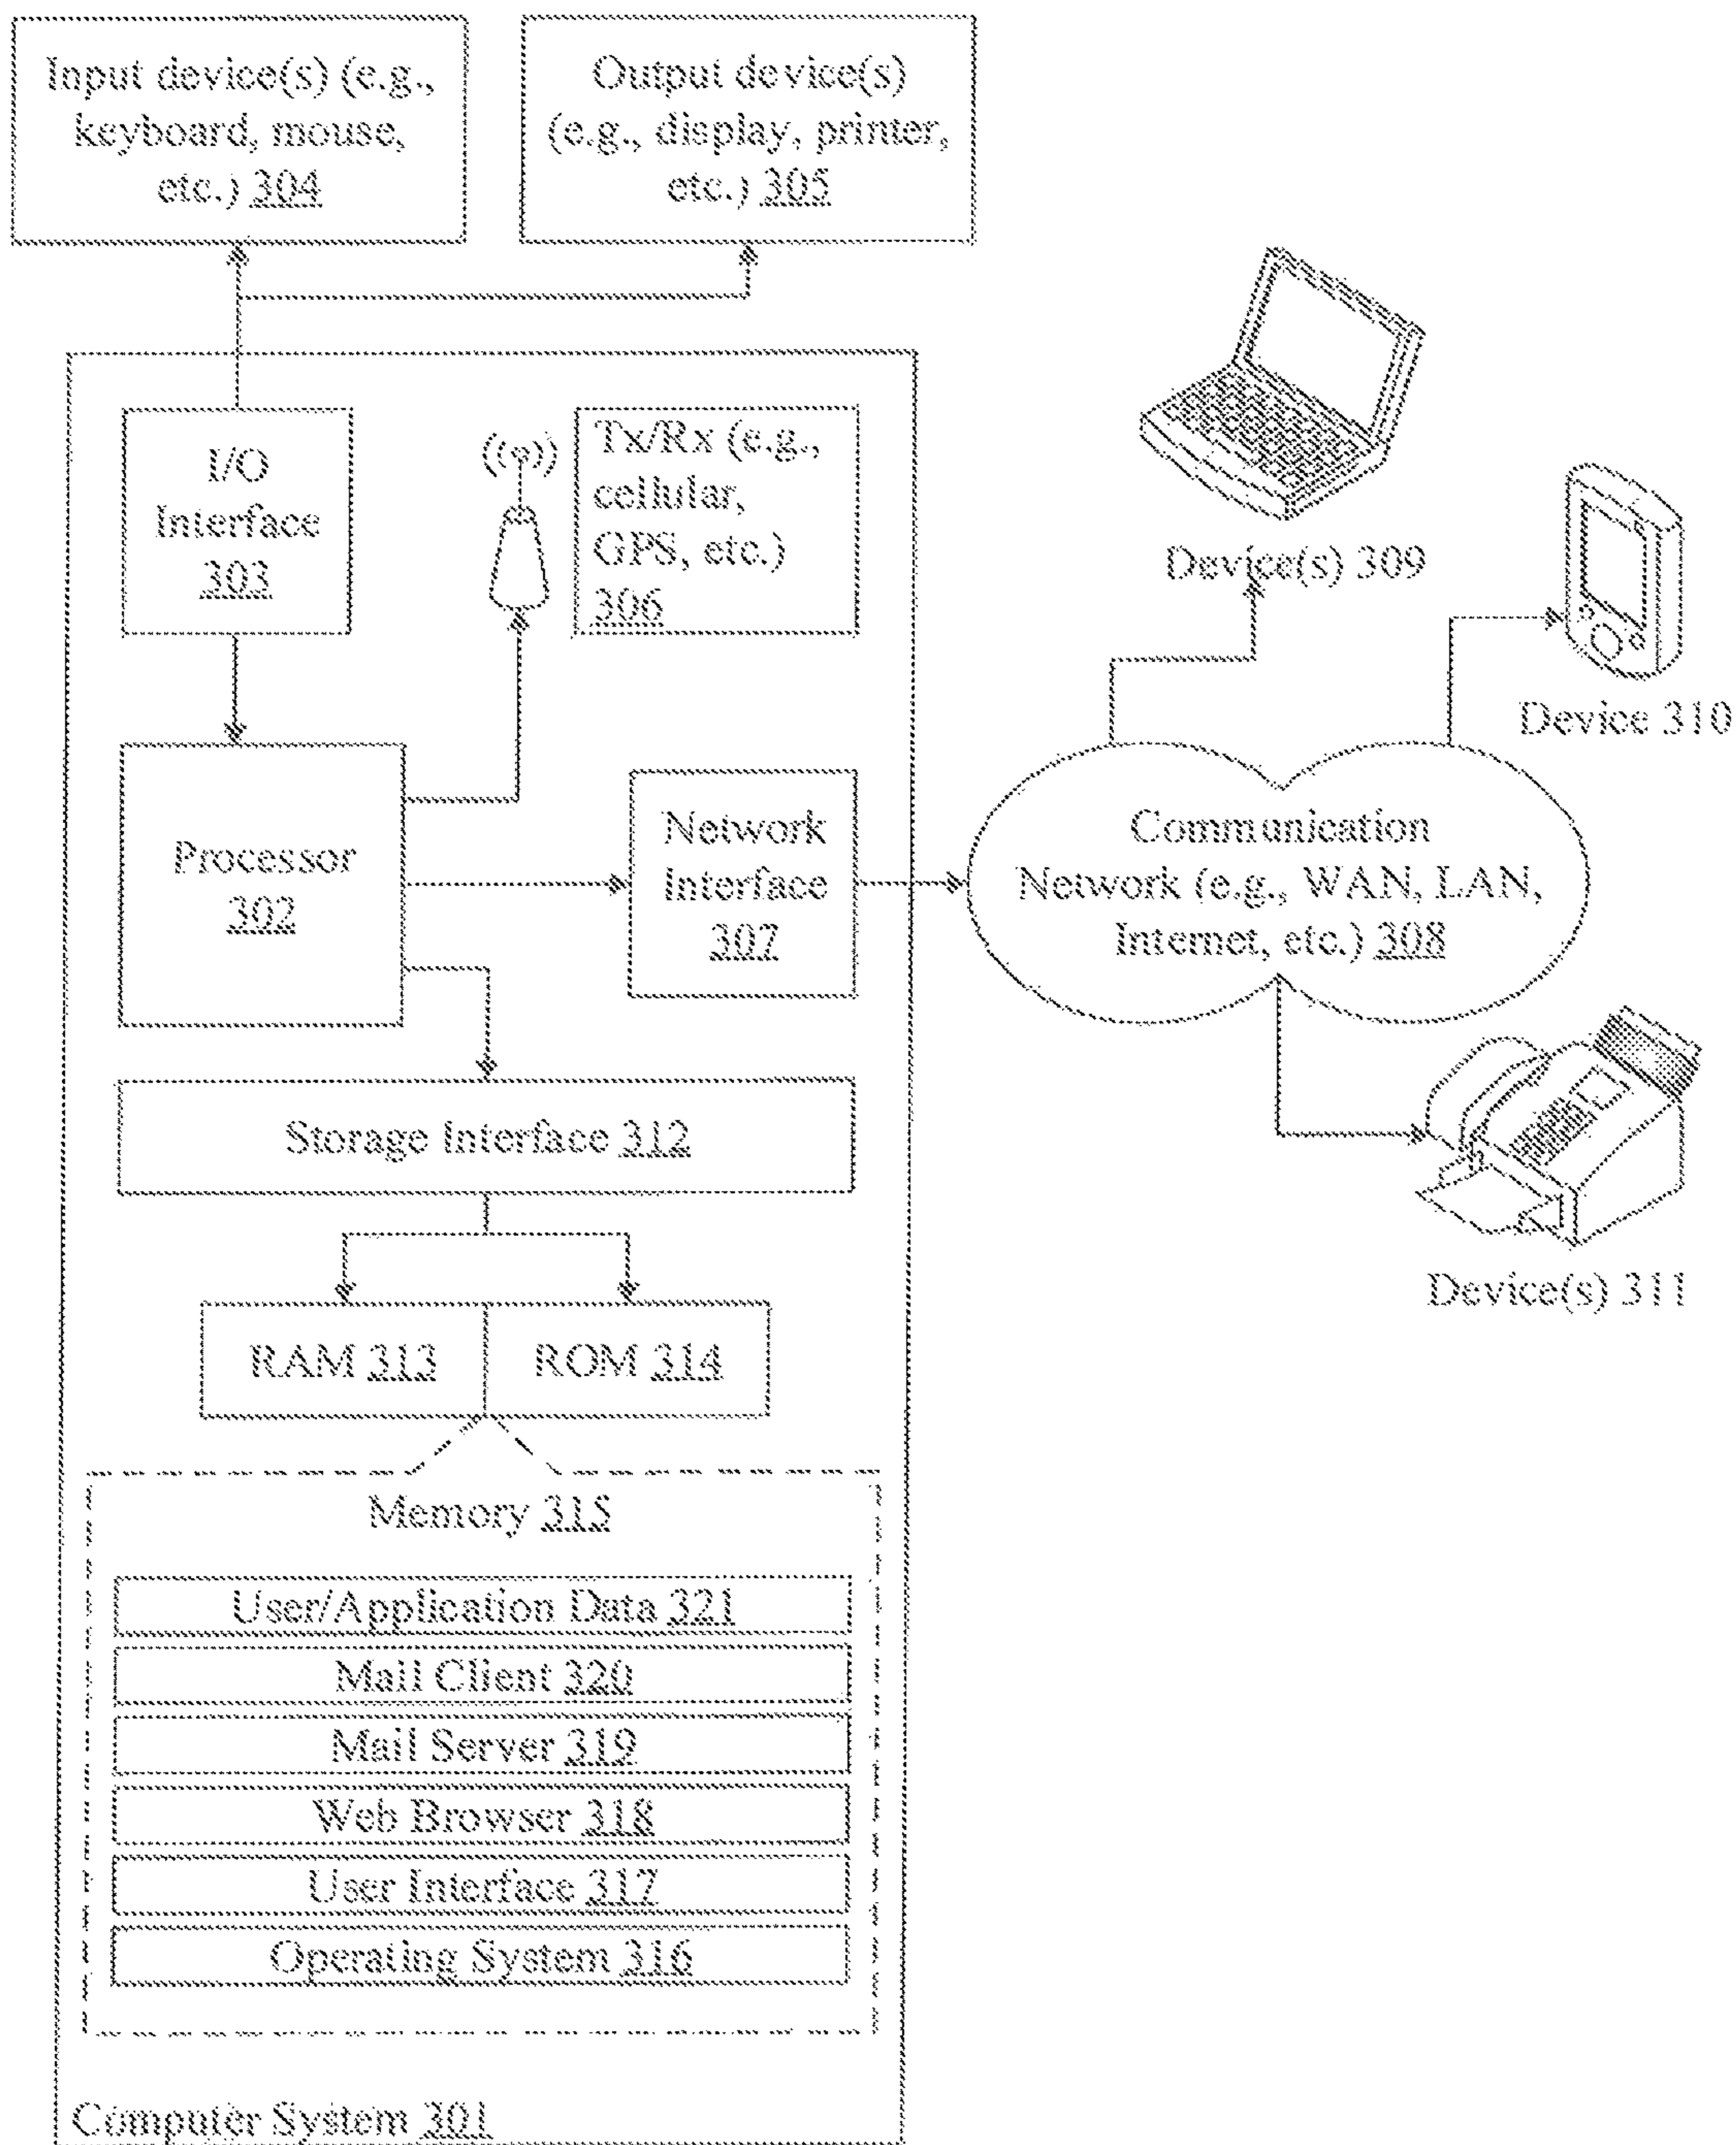 Input device(s) (e.g.,
keyboard, mouse,
etc.) 304
Output device(s)
(e.g., display, printer,
etc.) 305
I/O
Interface
303
Tx/Rx (e.g.,
cellular,
GPS, etc.)
306
Device(s) 309
Device 310
Processor
302
Network
Interface
307
Communication
Network (e.g., WAN, LAN,
Internet, etc.) 308
Storage Interface 312
Device(s) 311
RAM 313
ROM 314
Memory 315
User/Application Data 321
Mail Client 320
Mail Server 319
Web Browser 318
User Interface 317
Operating System 316
Computer System 301